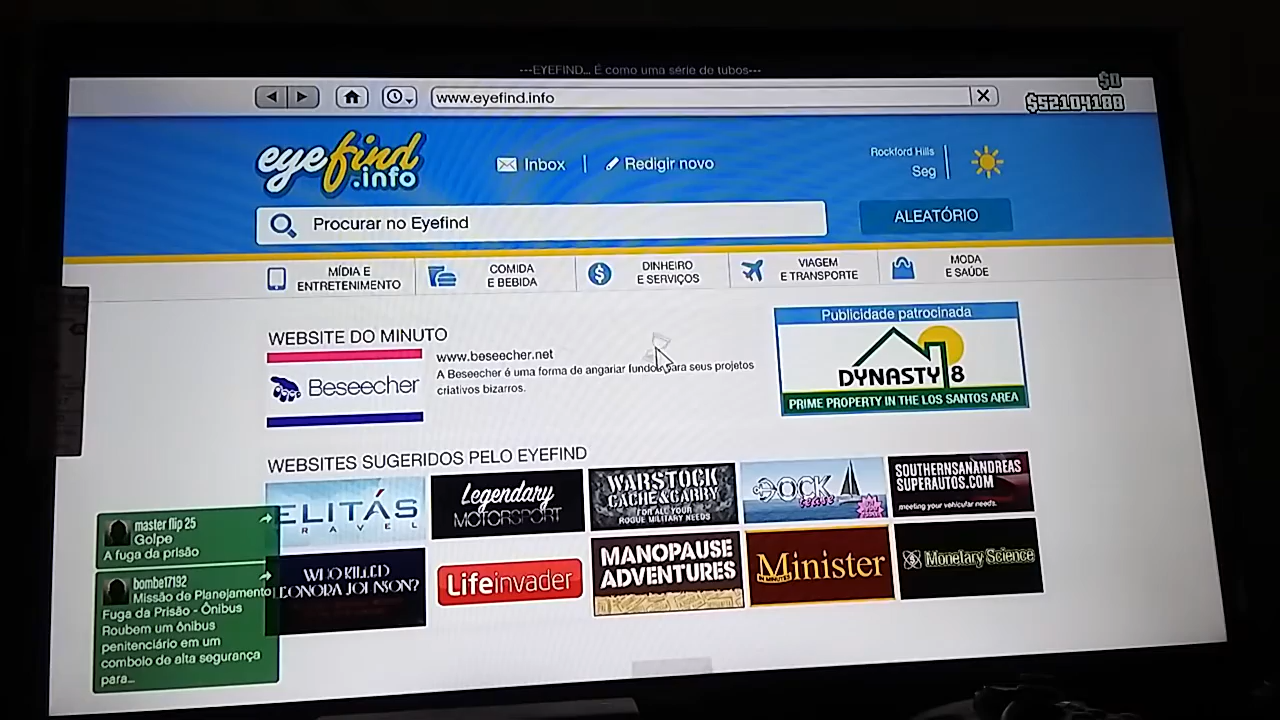 ---EYEFIND... É como uma série de tubos---
$0
$52104188
www.eyefind.info
eyefind
.info
Inbox
Redigir novo
Rockford Hills
Seg
Procurar no Eyefind
ALEATÓRIO
MÍDIA E
ENTRETENIMENTO
COMIDA
E BEBIDA
DINHEIRO
E SERVIÇOS
VIAGEM
E TRANSPORTE
MODA
E SAÚDE
WEBSITE DO MINUTO
Beseecher
www.beseecher.net
A Beseecher é uma forma de angariar fundos para seus projetos
criativos bizarros.
Publicidade patrocinada
DYNASTY 8
PRIME PROPERTY IN THE LOS SANTOS AREA
WEBSITES SUGERIDOS PELO EYEFIND
ELITÁS
RAVEL
Legendary
MOTORSPORT
WARSTOCK
CACHE & CARRY
FOR ALL YOUR
ROGUE MILITARY NEEDS
DOCK
tease
SOUTHERNSANANDREAS
SUPERAUTOS.COM
meeting your vehicular needs.
WHO KILLED
LEONORA JOHNSON?
Lifeinvader
MANOPAUSE
ADVENTURES
Minister
IN MINUTES
Monetary Science
master flip 25
Golpe
A fuga da prisão
bombe17192
Missão de Planejamento
Fuga da Prisão - Ônibus
Roubem um ônibus
penitenciário em um
comboio de alta segurança
para...